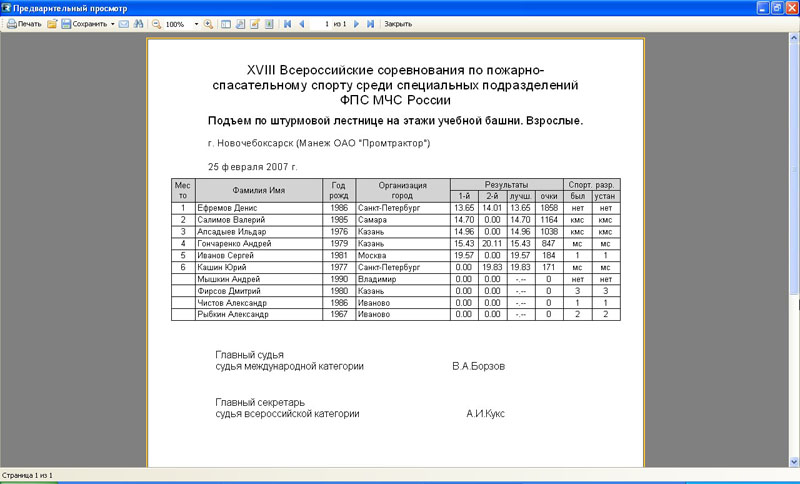 Предварительный просмотр
Печать Сохранить 100% 1 из 1 Закрыть
XVIII Всероссийские соревнования по пожарно-
спасательному спорту среди специальных подразделений
ФПС МЧС России
Подъем по штурмовой лестнице на этажи учебной башни. Взрослые.
г. Новочебоксарск (Манеж ОАО "Промтрактор")
25 февраля 2007 г.
Мес то Фамилия Имя Год рожд Организация город Результаты Спорт. разр.
1-й 2-й лучш. очки был устан
1 Ефремов Денис 1986 Санкт-Петербург 13.65 14.01 13.65 1858 нет нет
2 Салимов Валерий 1985 Самара 14.70 0.00 14.70 1164 кмс кмс
3 Апсадыев Ильдар 1976 Казань 14.96 0.00 14.96 1038 кмс кмс
4 Гончаренко Андрей 1979 Казань 15.43 20.11 15.43 847 мс мс
5 Иванов Сергей 1981 Москва 19.57 0.00 19.57 184 1 1
6 Кашин Юрий 1977 Санкт-Петербург 0.00 19.83 19.83 171 мс мс
Мышкин Андрей 1990 Владимир 0.00 0.00 -.-- 0 нет нет
Фирсов Дмитрий 1980 Казань 0.00 0.00 -.-- 0 3 3
Чистов Александр 1986 Иваново 0.00 0.00 -.-- 0 1 1
Рыбкин Александр 1967 Иваново 0.00 0.00 -.-- 0 2 2
Главный судья
судья международной категории В.А.Борзов
Главный секретарь
судья всероссийской категории А.И.Кукс
Страница 1 из 1